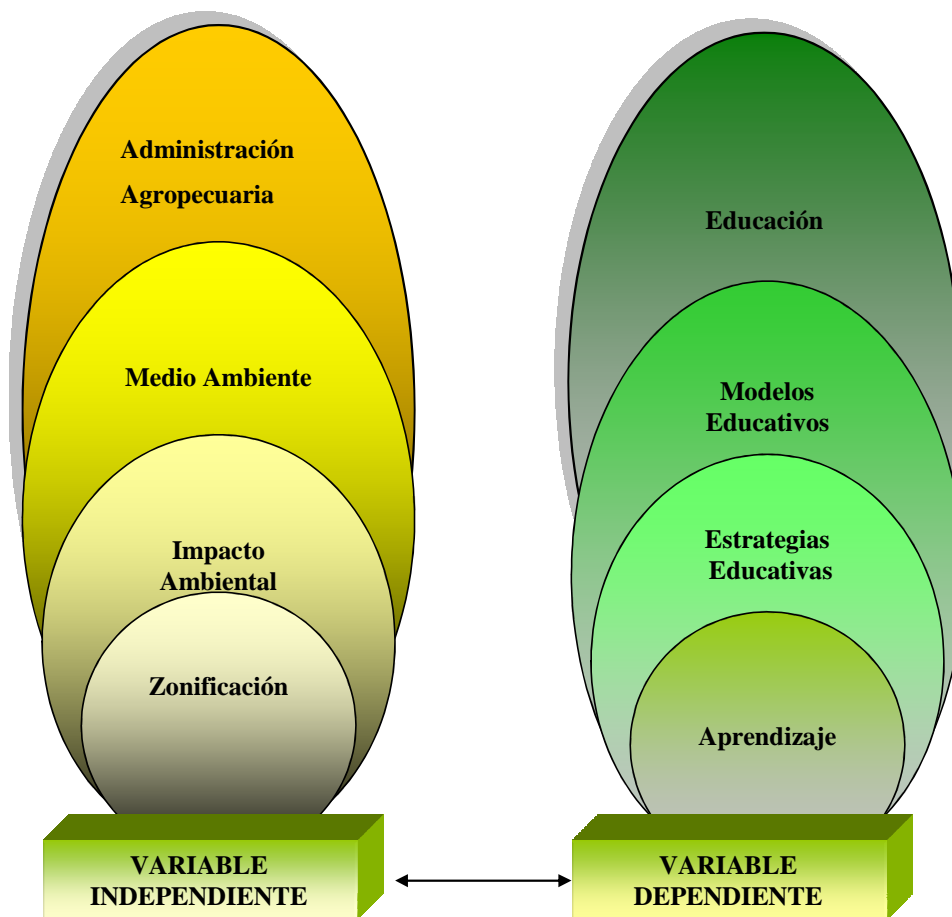 Administración
Agropecuaria
Medio Ambiente
Impacto
Ambiental
Zonificación
VARIABLE
INDEPENDIENTE
Educación
Modelos
Educativos
Estrategias
Educativas
Aprendizaje
VARIABLE
DEPENDIENTE